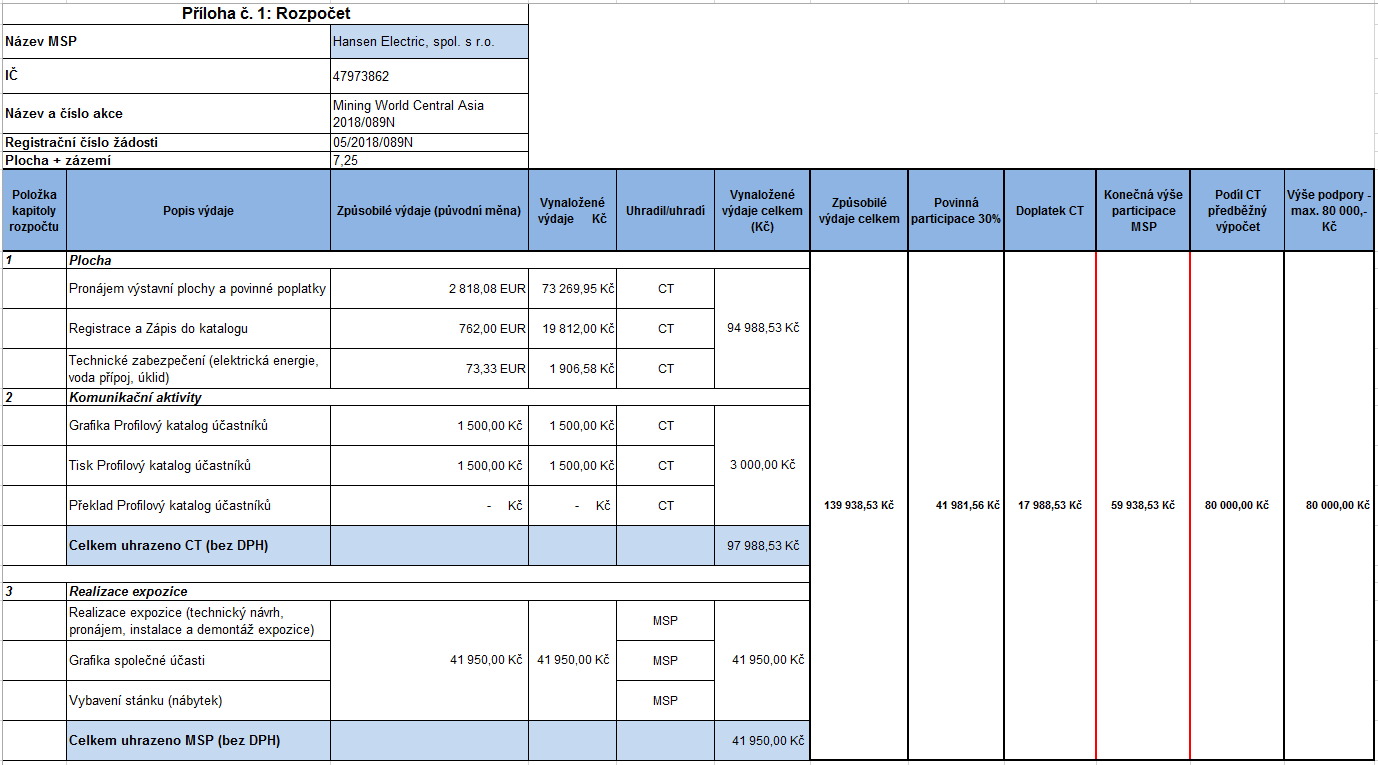 Příloha č. 1: Rozpočet
Název MSP Hansen Electric, spol. s r.o.
IČ 47973862
Název a číslo akce Mining World Central Asia
2018/089N
Registrační číslo žádosti 05/2018/089N
Plocha + zázemí 7,25
Položka
kapitoly
rozpočtu
Popis výdaje
Způsobilé výdaje (původní měna)
Vynaložené
výdaje Kč
Uhradil/uhradí
Vynaložené
výdaje celkem
(Kč)
Způsobilé
výdaje celkem
Povinná
participace 30%
Doplatek CT
Konečná výše
participace
MSP
Podíl CT
předběžný
výpočet
Výše podpory -
max. 80 000,-
Kč
1 Plocha
Pronájem výstavní plochy a povinné poplatky 2 818,08 EUR 73 269,95 Kč CT
Registrace a Zápis do katalogu 762,00 EUR 19 812,00 Kč CT 94 988,53 Kč
Technické zabezpečení (elektrická energie,
voda přípoj, úklid) 73,33 EUR 1 906,58 Kč CT
2 Komunikační aktivity
Grafika Profilový katalog účastníků 1 500,00 Kč 1 500,00 Kč CT
Tisk Profilový katalog účastníků 1 500,00 Kč 1 500,00 Kč CT 3 000,00 Kč
Překlad Profilový katalog účastníků - Kč - Kč CT 139 938,53 Kč 41 981,56 Kč 17 988,53 Kč 59 938,53 Kč 80 000,00 Kč 80 000,00 Kč
Celkem uhrazeno CT (bez DPH) 97 988,53 Kč
3 Realizace expozice
Realizace expozice (technický návrh,
pronájem, instalace a demontáž expozice) MSP
Grafika společné účasti 41 950,00 Kč 41 950,00 Kč MSP 41 950,00 Kč
Vybavení stánku (nábytek) MSP
Celkem uhrazeno MSP (bez DPH) 41 950,00 Kč